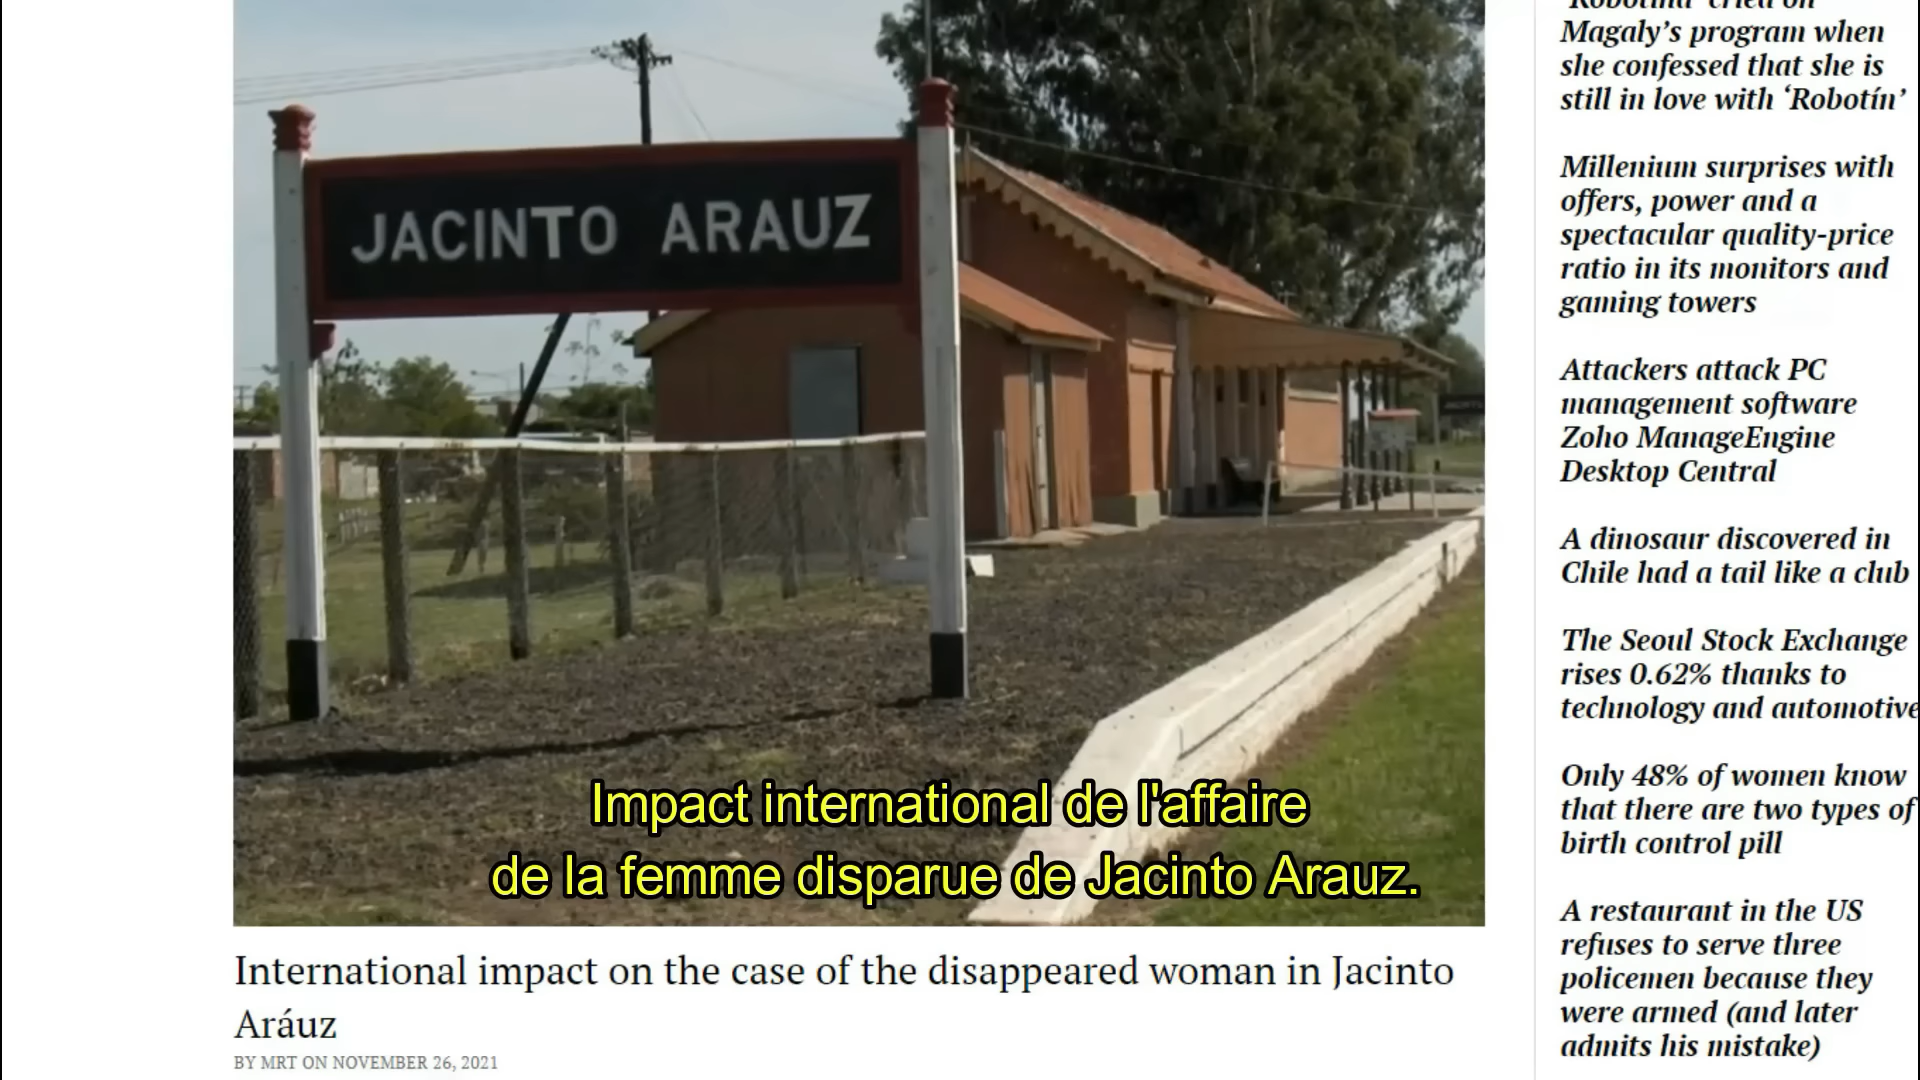 JACINTO ARAUZ
Impact international de l'affaire
de la femme disparue de Jacinto Arauz.
International impact on the case of the disappeared woman in Jacinto
Aráuz
BY MRT ON NOVEMBER 26, 2021
Magaly's program when
she confessed that she is
still in love with ‘Robotín’
Millenium surprises with
offers, power and a
spectacular quality-price
ratio in its monitors and
gaming towers
Attackers attack PC
management software
Zoho ManageEngine
Desktop Central
A dinosaur discovered in
Chile had a tail like a club
The Seoul Stock Exchange
rises 0.62% thanks to
technology and automotive
Only 48% of women know
that there are two types of
birth control pill
A restaurant in the US
refuses to serve three
policemen because they
were armed (and later
admits his mistake)